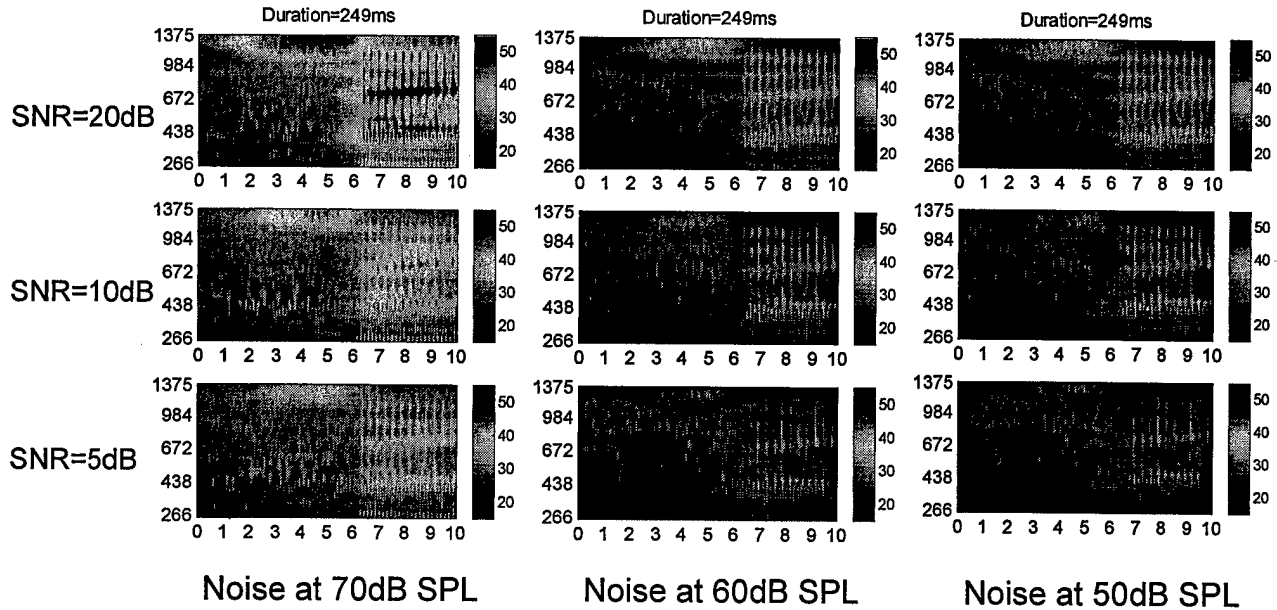 Duration=249ms Duration=249ms Duration=249ms
SNR=20dB
1375 984 672 438 266
0 1 2 3 4 5 6 7 8 9 10
50 40 30 20
1375 984 672 438 266
0 1 2 3 4 5 6 7 8 9 10
50 40 30 20
1375 984 672 438 266
0 1 2 3 4 5 6 7 8 9 10
50 40 30 20
SNR=10dB
1375 984 672 438 266
0 1 2 3 4 5 6 7 8 9 10
50 40 30 20
1375 984 672 438 266
0 1 2 3 4 5 6 7 8 9 10
50 40 30 20
1375 984 672 438 266
0 1 2 3 4 5 6 7 8 9 10
50 40 30 20
SNR=5dB
1375 984 672 438 266
0 1 2 3 4 5 6 7 8 9 10
50 40 30 20
1375 984 672 438 266
0 1 2 3 4 5 6 7 8 9 10
50 40 30 20
1375 984 672 438 266
0 1 2 3 4 5 6 7 8 9 10
50 40 30 20
Noise at 70dB SPL Noise at 60dB SPL Noise at 50dB SPL